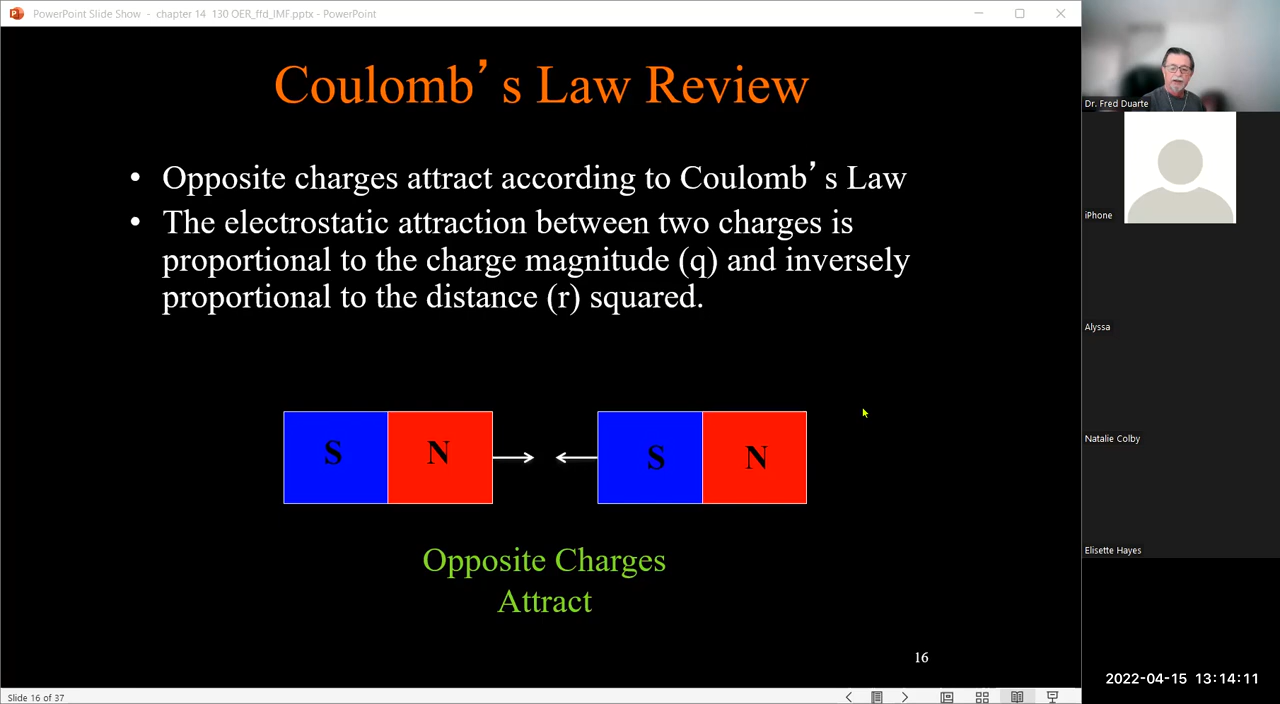 PowerPoint Slide Show - chapter 14 130 OER_ffd_IMF.pptx - PowerPoint
Coulomb’s Law Review
• Opposite charges attract according to Coulomb’s Law
• The electrostatic attraction between two charges is
proportional to the charge magnitude (q) and inversely
proportional to the distance (r) squared.
S N S N
Opposite Charges
Attract
16
Slide 16 of 37
Dr. Fred Duarte
iPhone
Alyssa
Natalie Colby
Elisette Hayes
2022-04-15 13:14:11